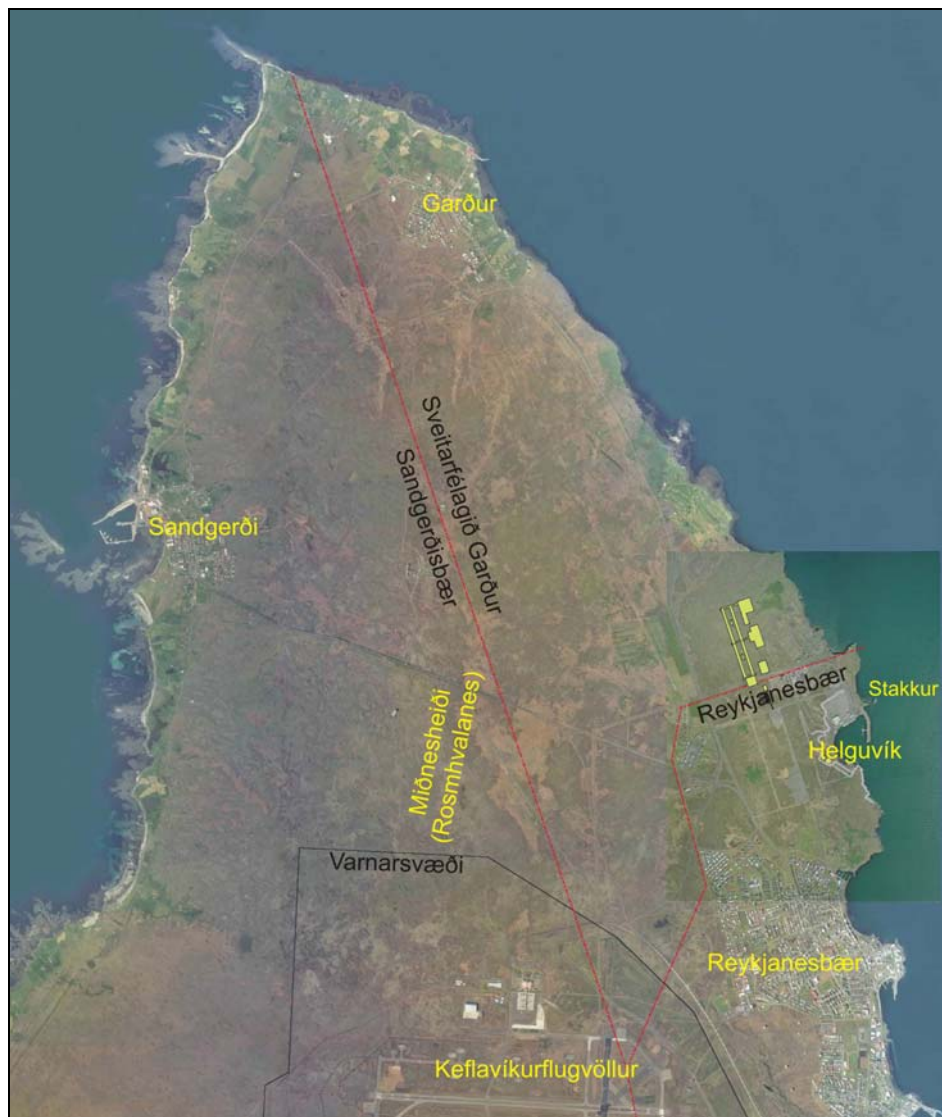 Garður
Sveitarfélagið Garður
Sandgerðisbær
Sandgerði
Reykjanesbær
Stakkur
Helguvík
Miðnesheiði
(Rosmhvalanes)
Varnarsvæði
Reykjanesbær
Keflavíkurflugvöllur